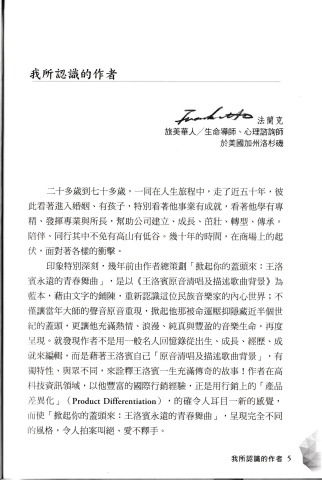 我所認識的作者
法蘭克
旅美華人／生命導師、心理諮詢師
於美國加州洛杉磯
二十多歲到七十多歲，一同在人生旅程中，走了近五十年，彼
此看著進入婚姻、有孩子，特別看著他事業有成就，看著他學有專
精、發揮專業與所長，幫助公司建立、成長、茁壯、轉型、傳承。
陪伴、同行其中不免有高山有低谷。幾十年的時間，在商場上的起
伏，面對著各樣的衝擊。
印象特別深刻，幾年前由作者總策劃「掀起你的蓋頭來：王洛
賓永遠的青春舞曲」，是以《王洛賓原音清唱及描述歌曲背景》為
藍本，藉由文字的鋪陳，重新認識這位民族音樂家的內心世界；不
僅讓當年大師的聲音原音重現，掀起他那被命運壓抑隱藏近半個世
紀的蓋頭，更讓他充滿熱情、浪漫、純真與豐盈的音樂生命，再度
呈現。就發現作者不是用一般名人回憶錄從出生、成長、經歷、成
就來編輯，而是藉著王洛賓自己「原音清唱及描述歌曲背景」，有
獨特性、與眾不同，來詮釋王洛賓一生充滿傳奇的故事！作者在高
科技資訊領域，以他豐富的國際行銷經驗，正是用行銷上的「產品
差異化」（Product Differentiation），的確令人耳目一新的感覺，
而使「掀起你的蓋頭來：王洛賓永遠的青春舞曲」，呈現完全不同
的風格，令人拍案叫絕、愛不釋手。
我所認識的作者 5